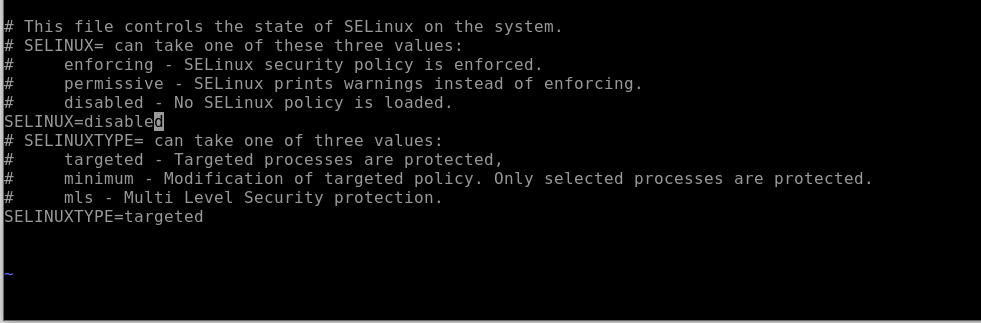 # This file controls the state of SELinux on the system.
# SELINUX= can take one of these three values:
#     enforcing - SELinux security policy is enforced.
#     permissive - SELinux prints warnings instead of enforcing.
#     disabled - No SELinux policy is loaded.
SELINUX=disabled
# SELINUXTYPE= can take one of three values:
#     targeted - Targeted processes are protected,
#     minimum - Modification of targeted policy. Only selected processes are protected.
#     mls - Multi Level Security protection.
SELINUXTYPE=targeted
~